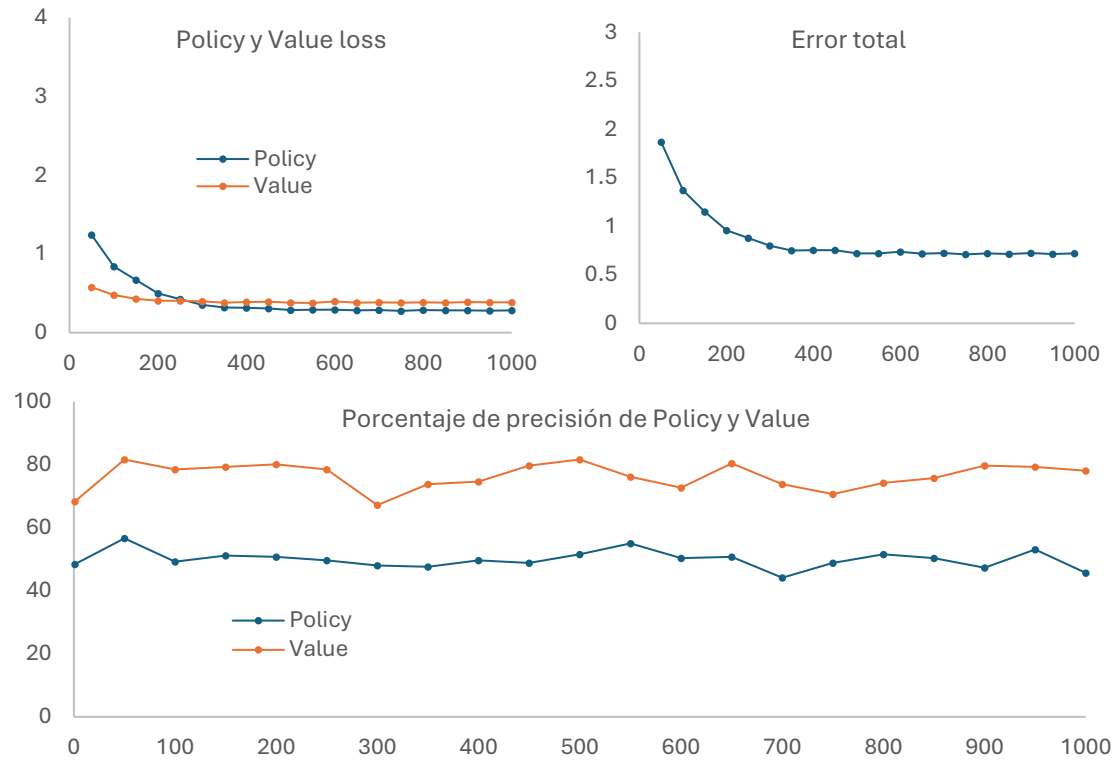 Policy y Value loss
4
3
2
1
0
Policy
Value
0 200 400 600 800 1000
Error total
3
2.5
2
1.5
1
0.5
0
0 200 400 600 800 1000
Porcentaje de precisión de Policy y Value
100
80
60
40
20
0
Policy
Value
0 100 200 300 400 500 600 700 800 900 1000